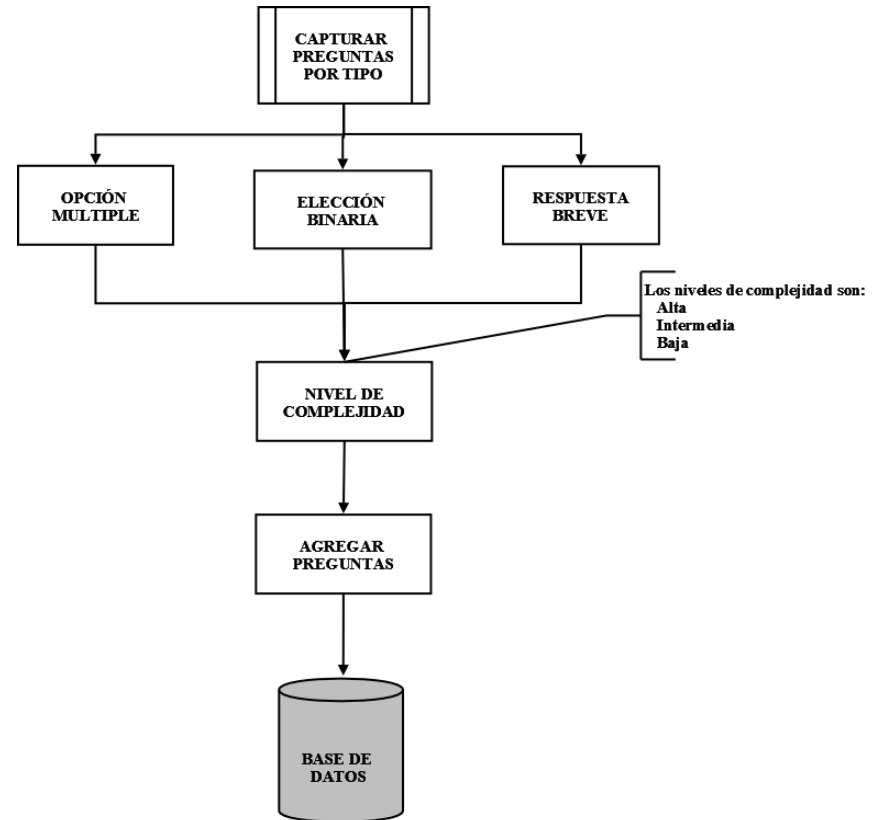 CAPTURAR
PREGUNTAS
POR TIPO
OPCIÓN
MULTIPLE
ELECCIÓN
BINARIA
RESPUESTA
BREVE
Los niveles de complejidad son:
Alta
Intermedia
Baja
NIVEL DE
COMPLEJIDAD
AGREGAR
PREGUNTAS
BASE DE
DATOS